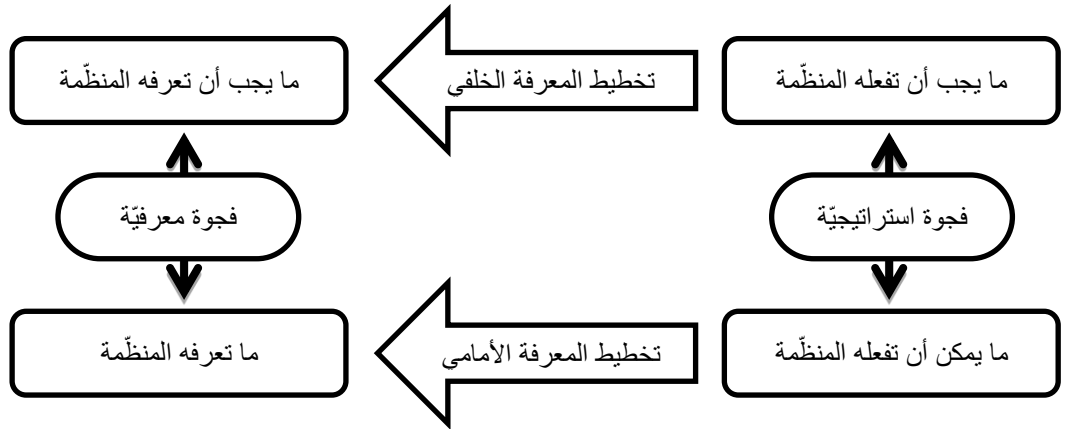 ما يجب أن تفعله المنظّمة
تخطيط المعرفة الخلفي
ما يجب أن تعرفه المنظّمة
فجوة استراتيجيّة
فجوة معرفيّة
ما يمكن أن تفعله المنظّمة
تخطيط المعرفة الأمامي
ما تعرفه المنظّمة